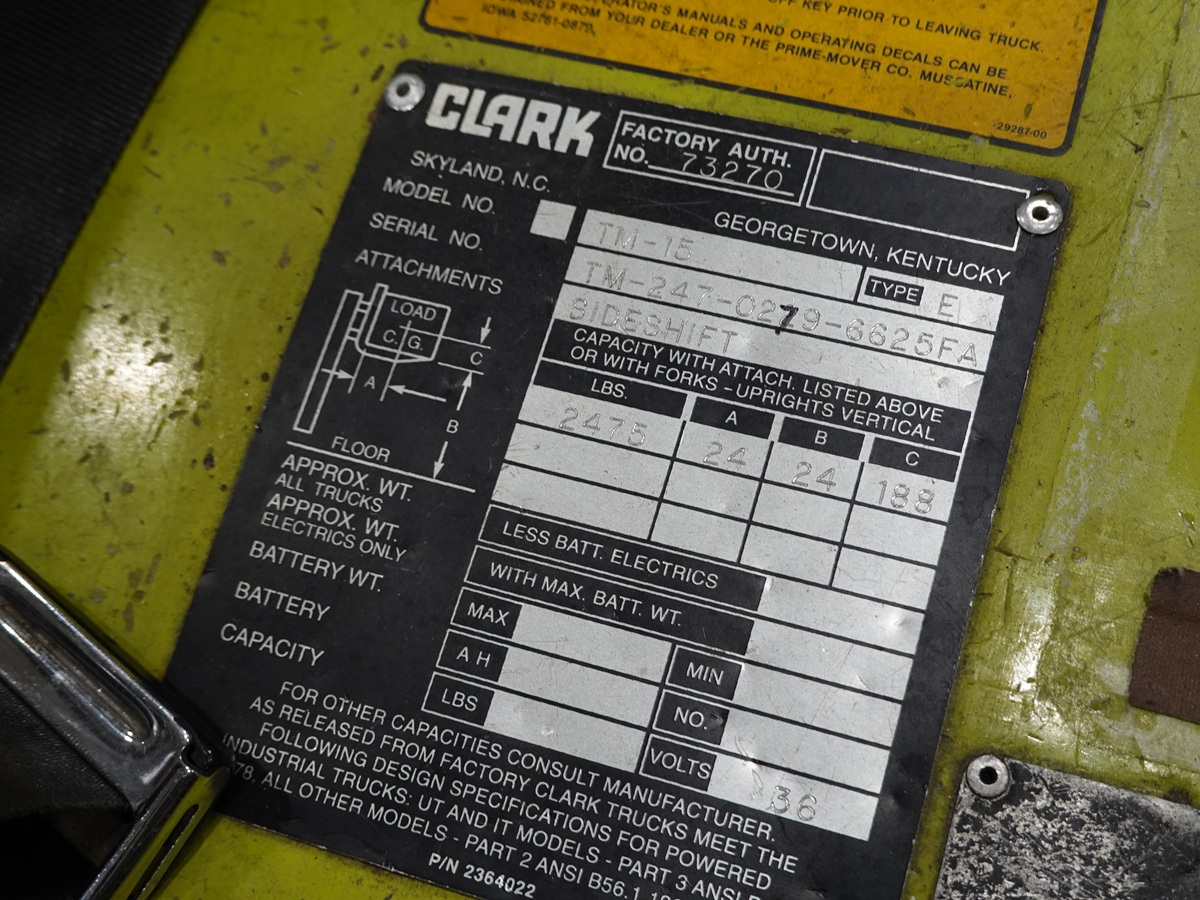 OFF KEY PRIOR TO LEAVING TRUCK.
OPERATOR'S MANUALS AND OPERATING DECALS CAN BE
FROM YOUR DEALER OR THE PRIME-MOVER CO. MUSCATINE,
IOWA 52761-0879.
29287-00
CLARK
FACTORY AUTH.
NO. 73270
SKYLAND, N.C.
GEORGETOWN, KENTUCKY
MODEL NO. TM-15 TYPE E
SERIAL NO. TM-247-0279-6625FA
ATTACHMENTS SIDESHIFT
CAPACITY WITH ATTACH. LISTED ABOVE
OR WITH FORKS - UPRIGHTS VERTICAL
LOAD
C. G.
C
A
B
FLOOR
LBS. A B C
2475 24 24 188
APPROX. WT.
ALL TRUCKS
LESS BATT. ELECTRICS
APPROX. WT.
ELECTRICS ONLY
WITH MAX. BATT. WT.
BATTERY WT. MAX MIN
BATTERY A H NO.
CAPACITY LBS VOLTS 36
FOR OTHER CAPACITIES CONSULT MANUFACTURER.
AS RELEASED FROM FACTORY CLARK TRUCKS MEET THE
FOLLOWING DESIGN SPECIFICATIONS FOR POWERED
INDUSTRIAL TRUCKS: UT AND IT MODELS - PART 3 ANSI
78, ALL OTHER MODELS - PART 2 ANSI B56.1
P/N 2364022